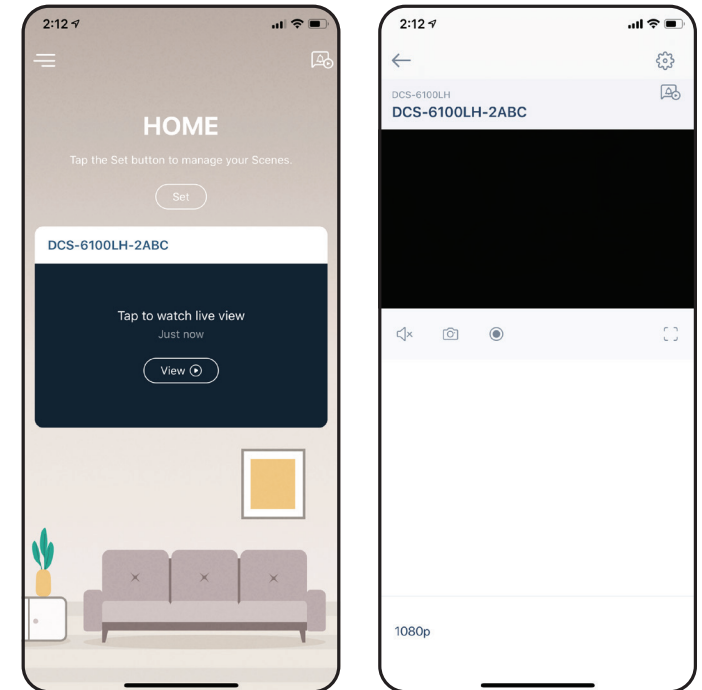 2:12
HOME
Tap the Set button to manage your Scenes.
Set
DCS-6100LH-2ABC
Tap to watch live view
Just now
View
2:12
DCS-6100LH
DCS-6100LH-2ABC
1080p